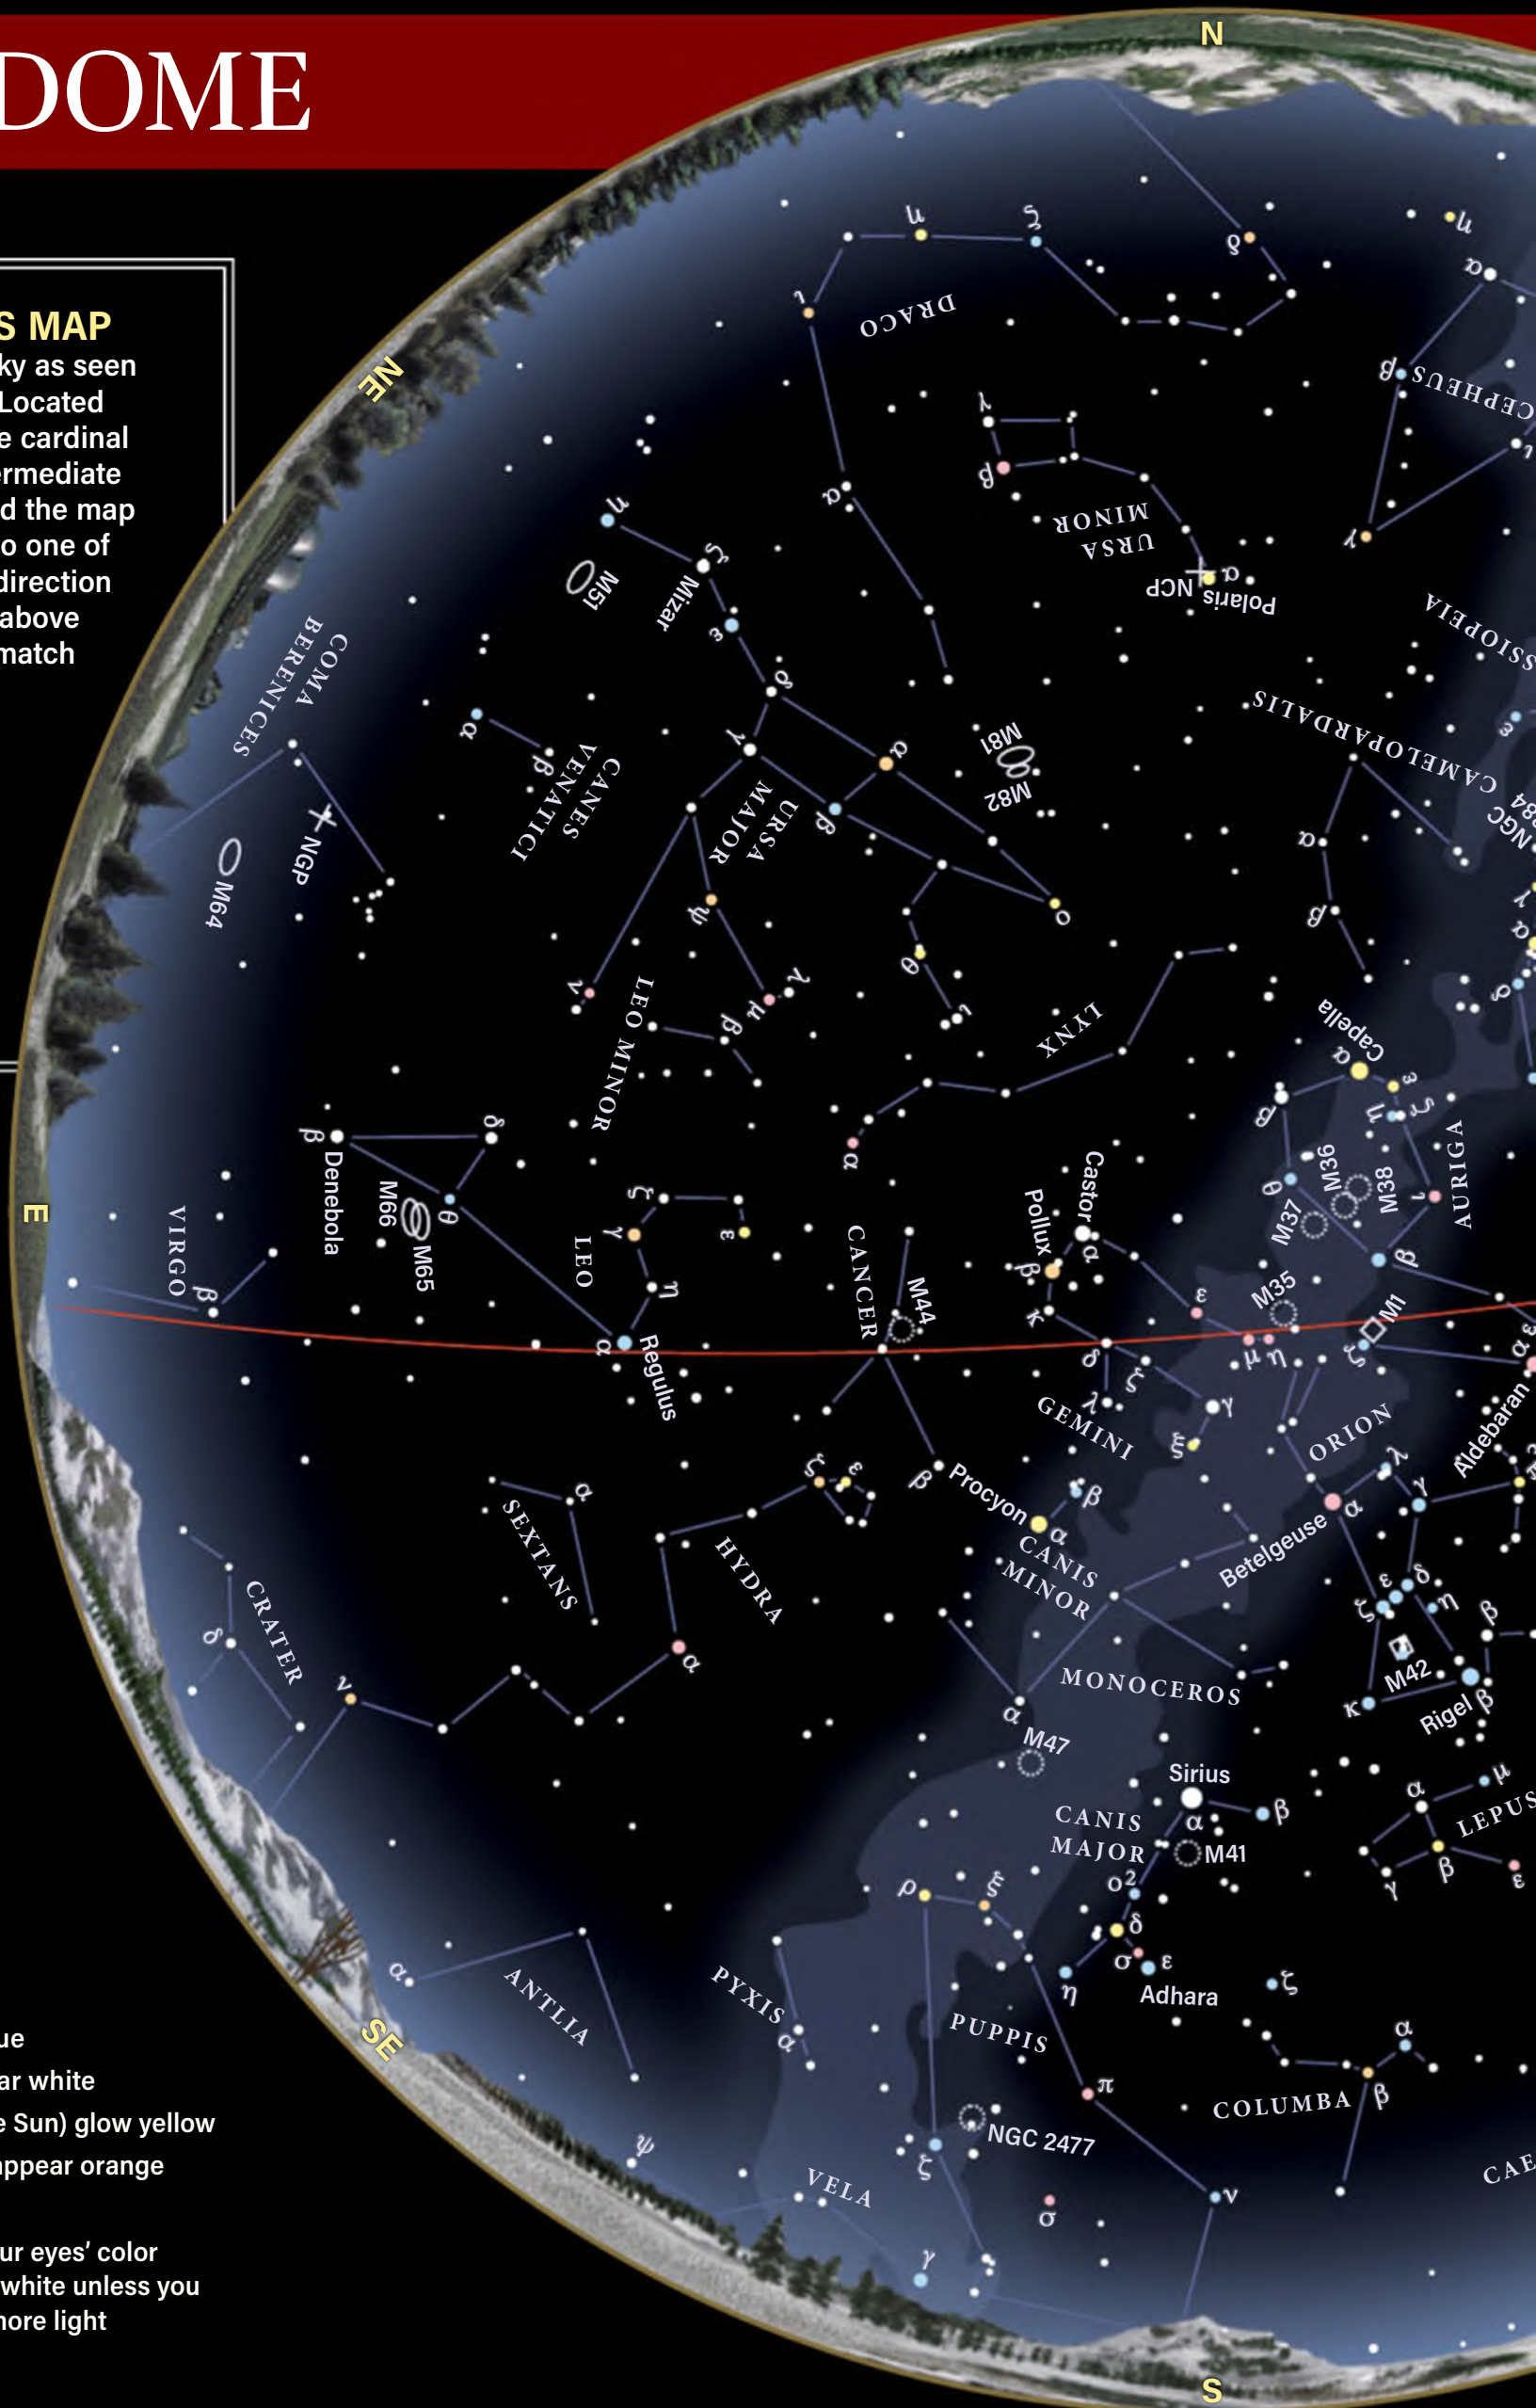 DOME
N
S MAP
ky as seen
Located
e cardinal
ermediate
d the map
o one of
direction
above
match
NE
E
SE
S
ι
η
ζ
DRACO
δ
η
α
β
CEPHEUS
ι
γ
α
γ
β
URSA
MINOR
NCP
α
Polaris
SSIOPEIA
ε
CAMELOPARDALIS
α
β
NGC
884
γ
α
δ
η
M51
ζ
Mizar
ε
δ
γ
α
β
URSA
MAJOR
ψ
ν
μ
λ
ο
θ
ι
M81
M82
COMA
BERENICES
NGP
M64
α
β
CANES
VENATICI
LEO MINOR
β
LYNX
α
Capella
α
ε
ζ
η
θ
β
ι
AURIGA
M36
M37
M38
β
β
Denebola
δ
θ
M66
M65
LEO
ζ
γ
ε
η
α
Regulus
VIRGO
β
CANCER
M44
β
Castor
α
Pollux
β
κ
δ
ζ
λ
ε
μ
η
γ
ξ
GEMINI
M35
M1
ζ
α
ε
Aldebaran
ORION
λ
γ
α
Betelgeuse
π
δ
ε
ζ
η
M42
κ
Rigel
β
β
Procyon
α
β
CANIS
MINOR
SEXTANS
α
HYDRA
ζ
ε
α
ν
CRATER
δ
MONOCEROS
α
M47
Sirius
α
β
CANIS
MAJOR
M41
ο2
δ
σ
ε
η
Adhara
ζ
α
μ
LEPUS
β
γ
ε
ρ
ξ
PUPPIS
π
ν
ζ
NGC 2477
σ
PYXIS
α
ANTLIA
α
ψ
VELA
γ
COLUMBA
α
β
CAE
ue
ar white
e Sun) glow yellow
appear orange
ur eyes’ color
white unless you
more light